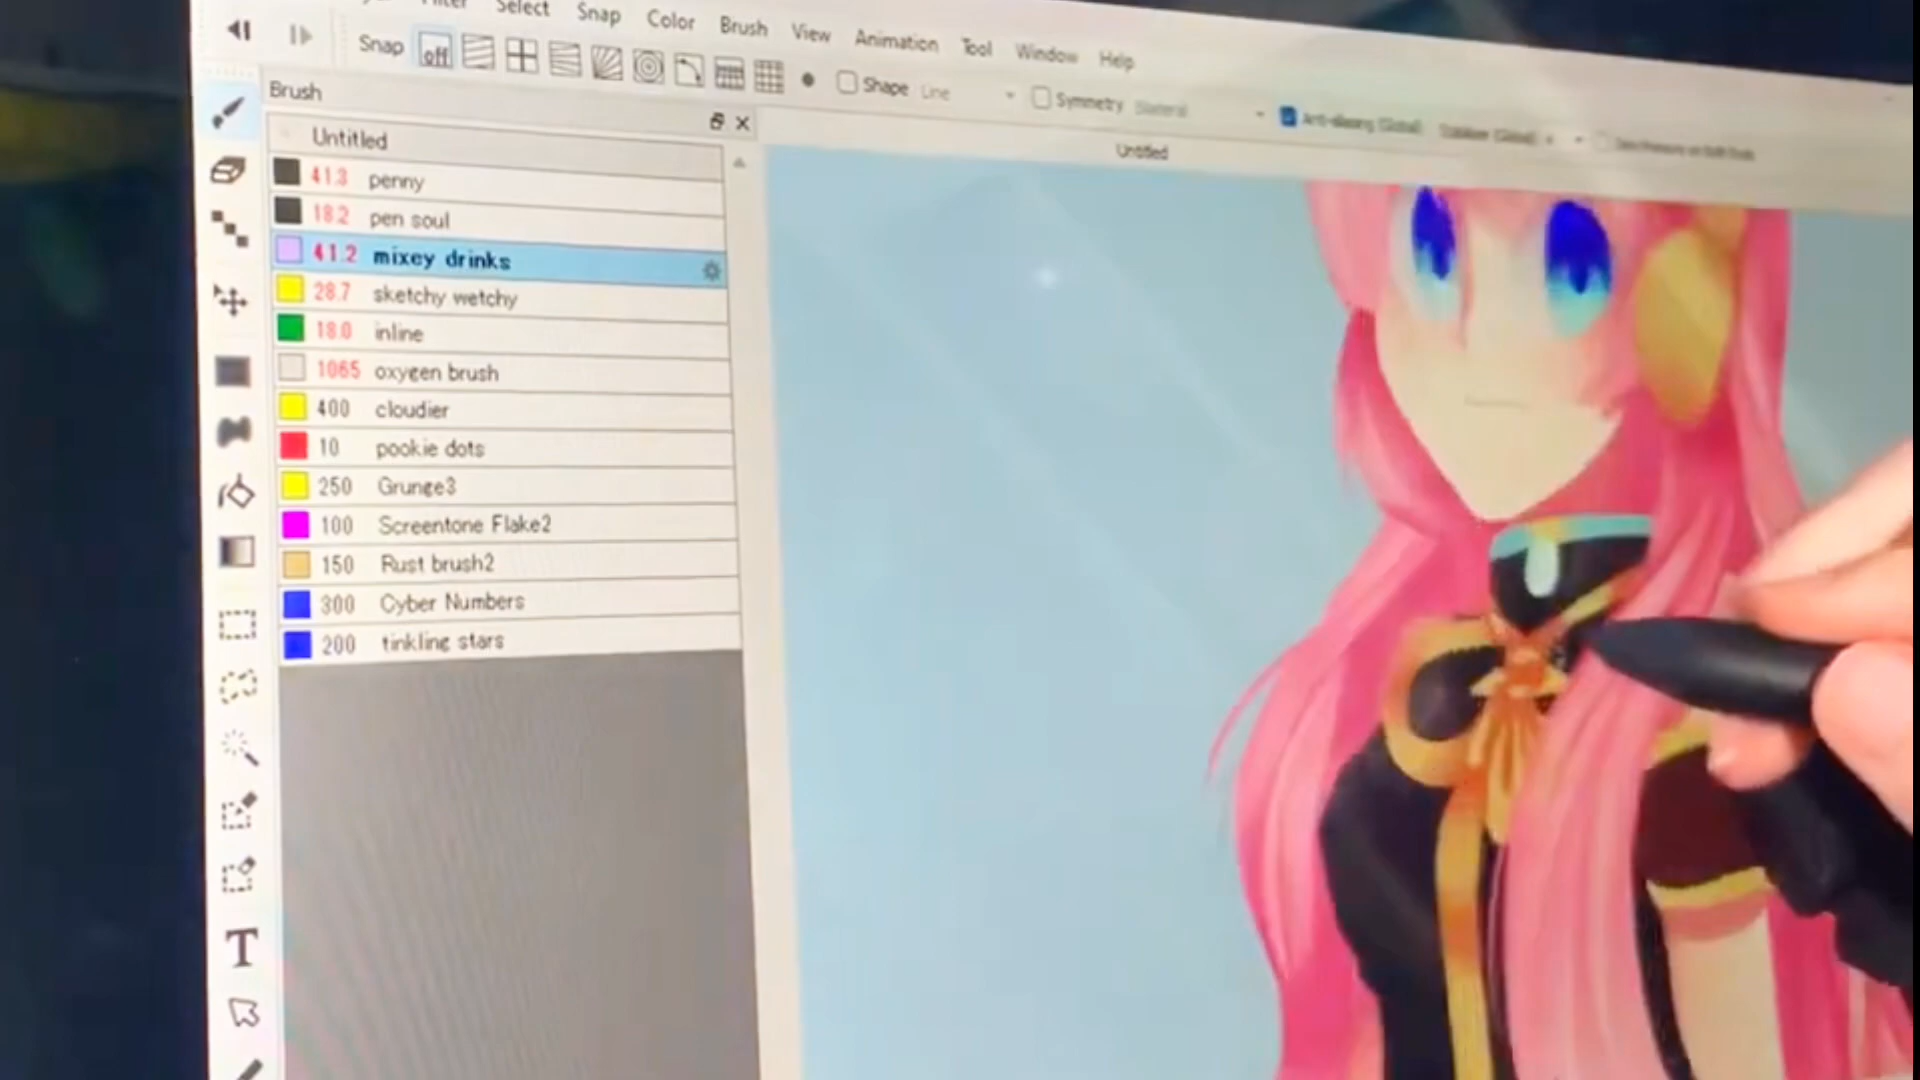 Filter Select Snap Color Brush View Animation Tool Window Help
Snap off Shape Line Symmetry
Brush
Untitled
Untitled
41.3 penny
18.2 pen soul
41.2 mixey drinks
28.7 sketchy wetchy
18.0 inline
1065 oxygen brush
400 cloudier
10 pookie dots
250 Grunge3
100 Screentone Flake2
150 Rust brush2
300 Cyber Numbers
200 tinkling stars
T